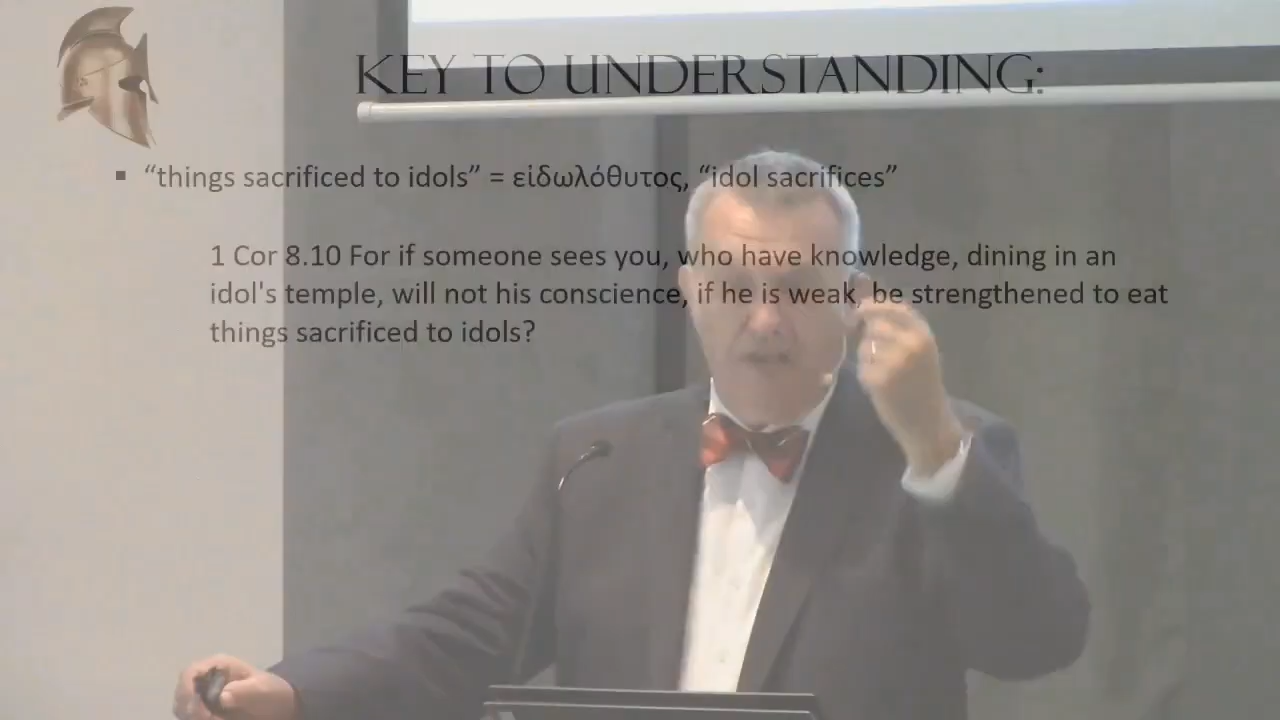 KEY TO UNDERSTANDING:
▪ “things sacrificed to idols” = εἰδωλόθυτος, “idol sacrifices”
1 Cor 8.10 For if someone sees you, who have knowledge, dining in an
idol's temple, will not his conscience, if he is weak, be strengthened to eat
things sacrificed to idols?